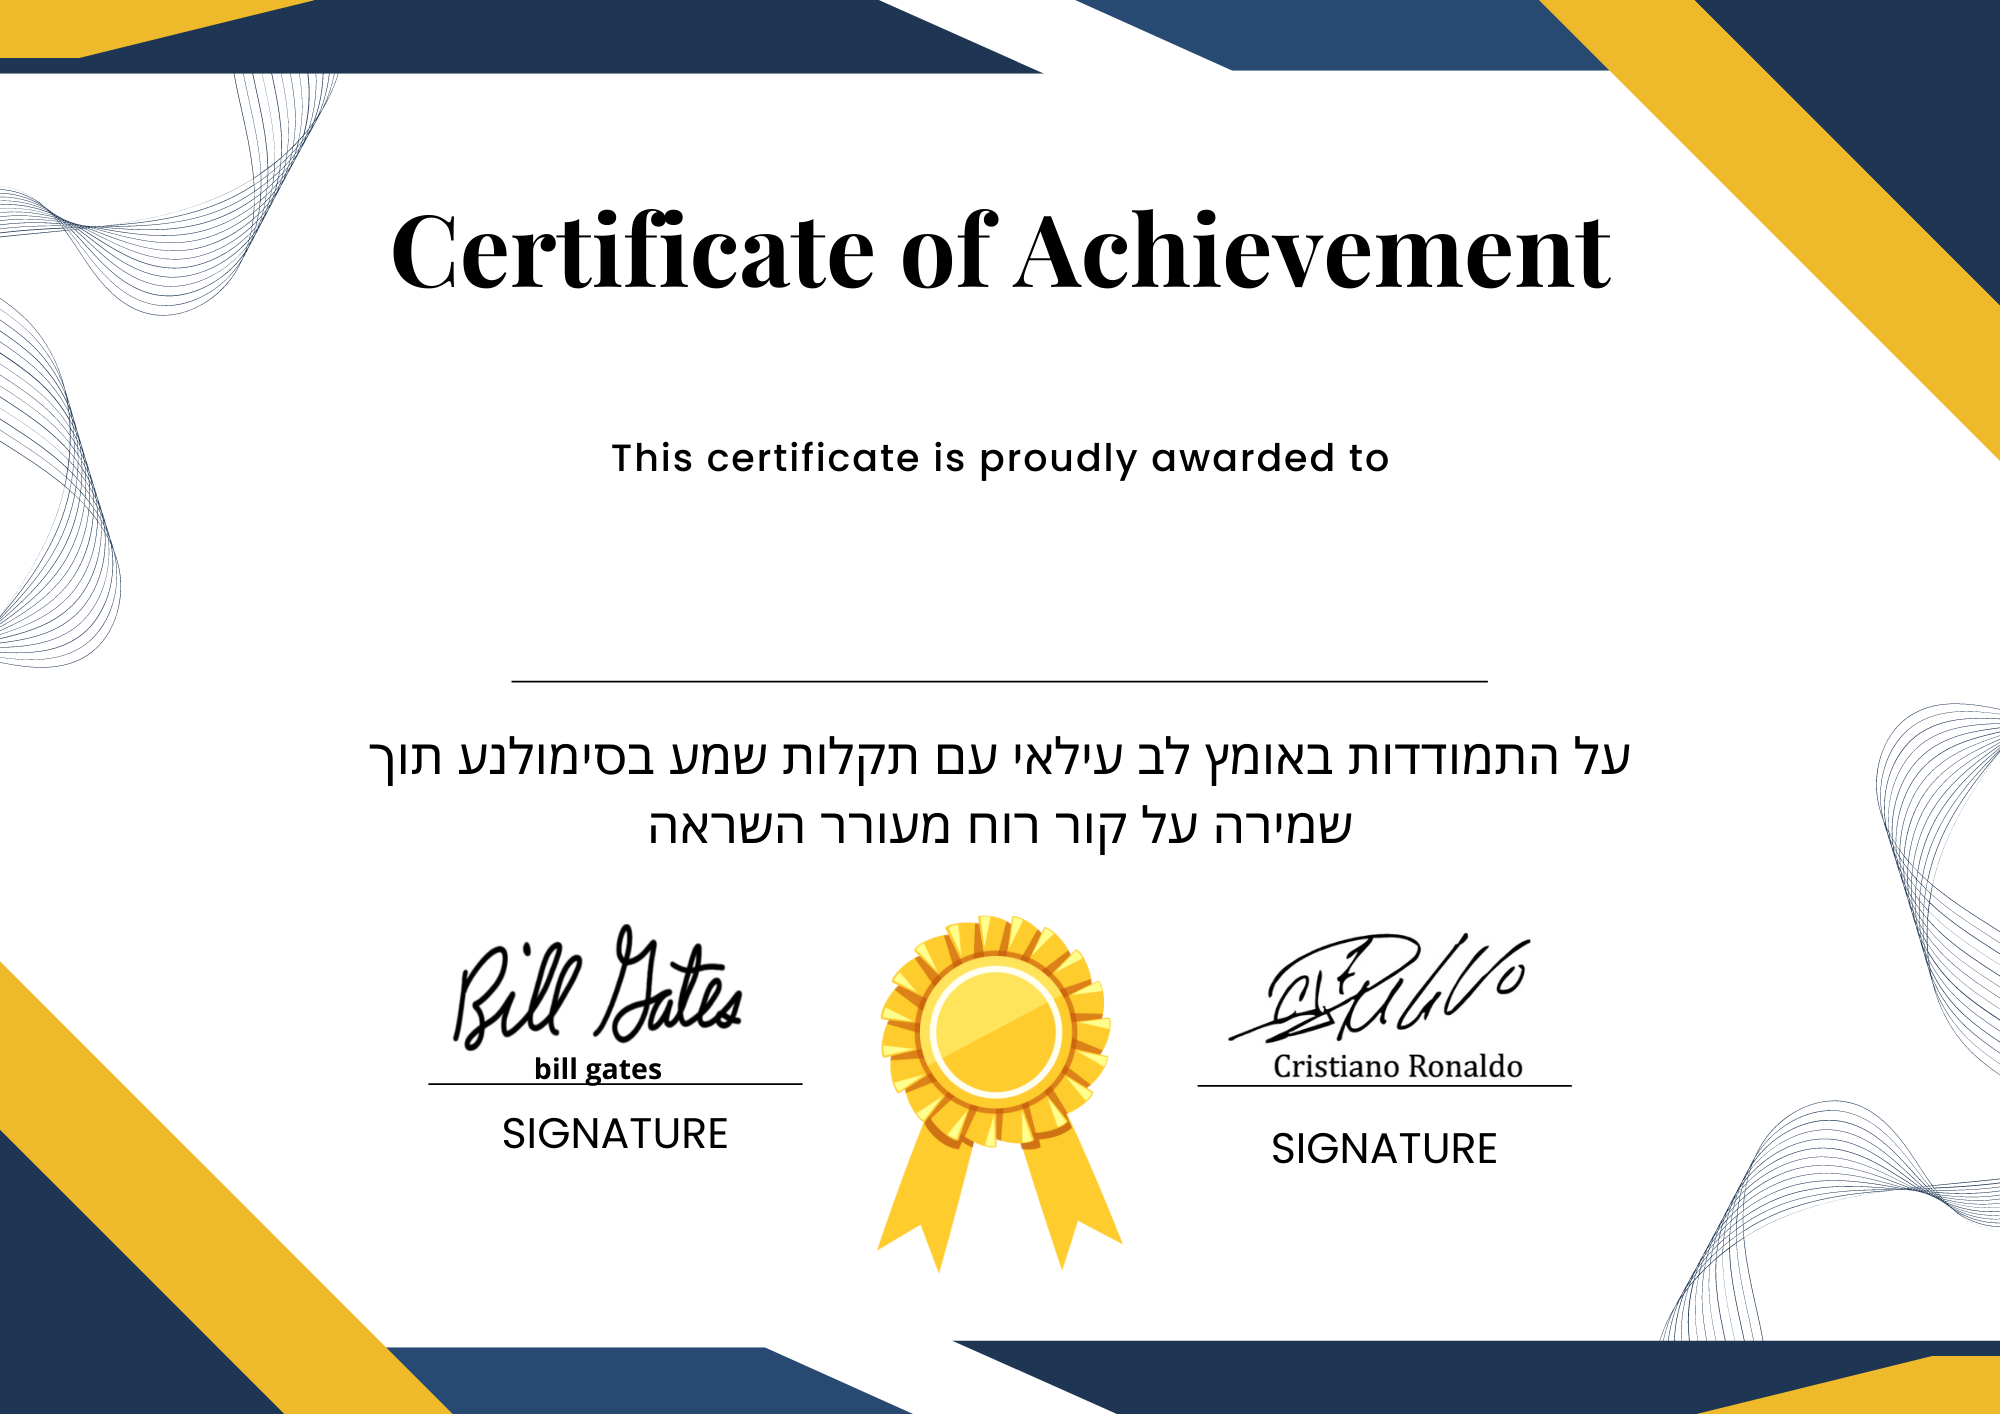 Certificate of Achievement
This certificate is proudly awarded to
על התמודדות באומץ לב עילאי עם תקלות שמע בסימולנע תוך
שמירה על קור רוח מעורר השראה
Bill Gates
bill gates
SIGNATURE
Cristiano Ronaldo
SIGNATURE